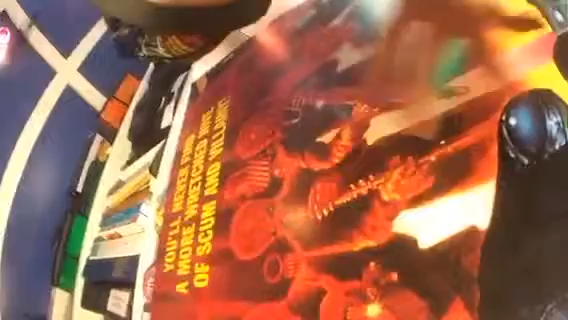 YOU'LL NEVER FIND
A MORE WRETCHED HIVE
OF SCUM AND VILLAINY!